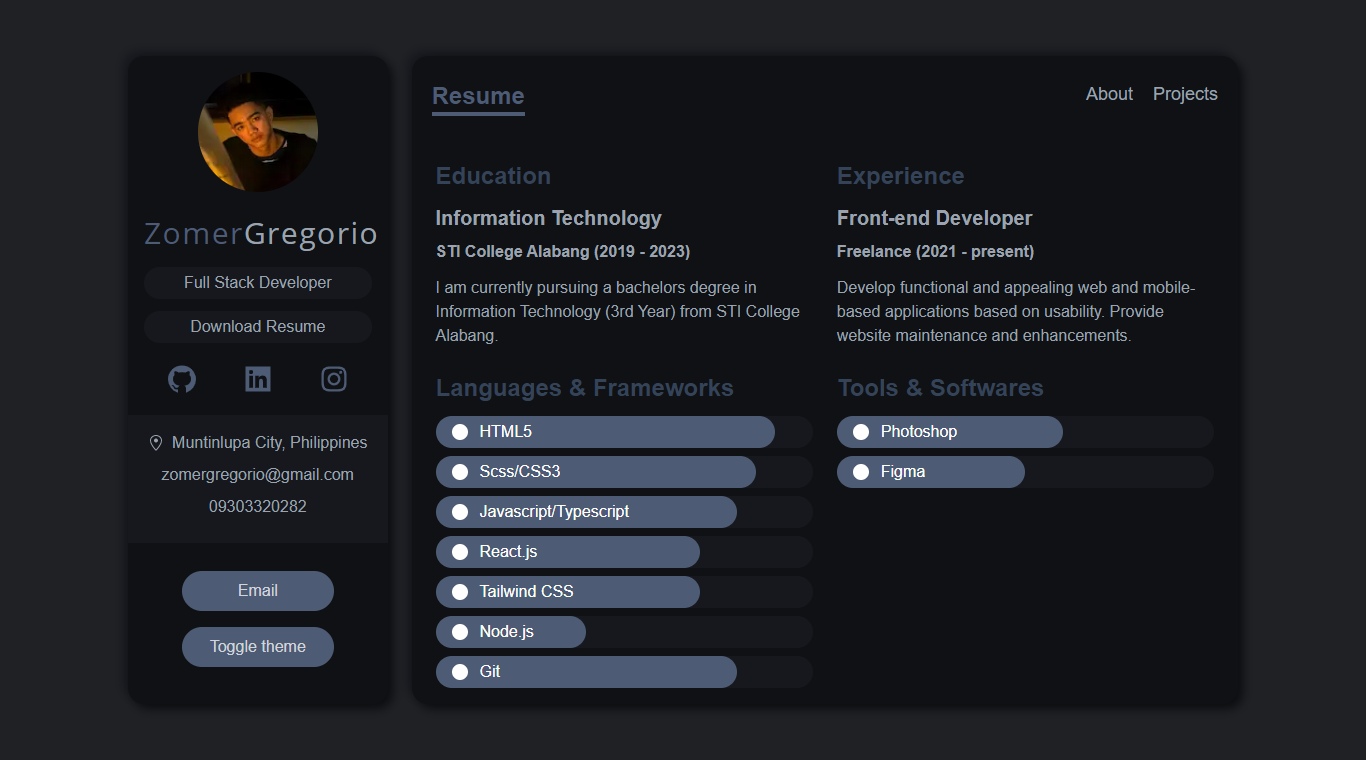 ZomerGregorio
Full Stack Developer
Download Resume
Muntinlupa City, Philippines
zomergregorio@gmail.com
09303320282
Email
Toggle theme
Resume
About Projects
Education
Information Technology
STI College Alabang (2019 - 2023)
I am currently pursuing a bachelors degree in
Information Technology (3rd Year) from STI College
Alabang.
Experience
Front-end Developer
Freelance (2021 - present)
Develop functional and appealing web and mobile-
based applications based on usability. Provide
website maintenance and enhancements.
Languages & Frameworks
HTML5
Scss/CSS3
Javascript/Typescript
React.js
Tailwind CSS
Node.js
Git
Tools & Softwares
Photoshop
Figma